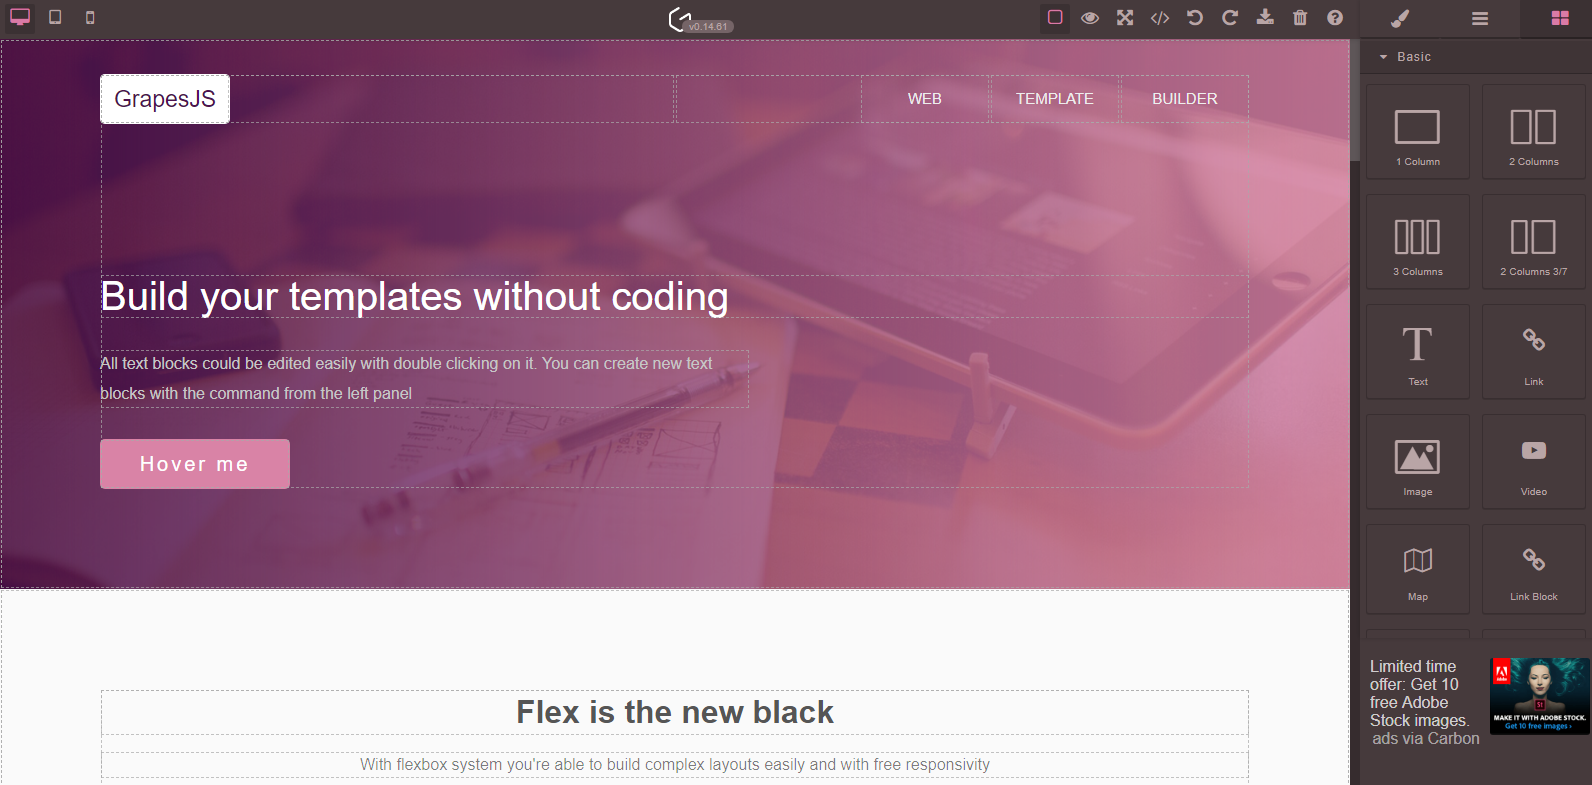 v0.14.61
Basic
GrapesJS
WEB
TEMPLATE
BUILDER
Build your templates without coding
All text blocks could be edited easily with double clicking on it. You can create new text
blocks with the command from the left panel
Hover me
Flex is the new black
With flexbox system you're able to build complex layouts easily and with free responsivity
1 Column
2 Columns
3 Columns
2 Columns 3/7
Text
Link
Image
Video
Map
Link Block
Limited time
offer: Get 10
free Adobe
Stock images.
ads via Carbon
Adobe
St
MAKE IT WITH ADOBE STOCK.
Get 10 free images ›